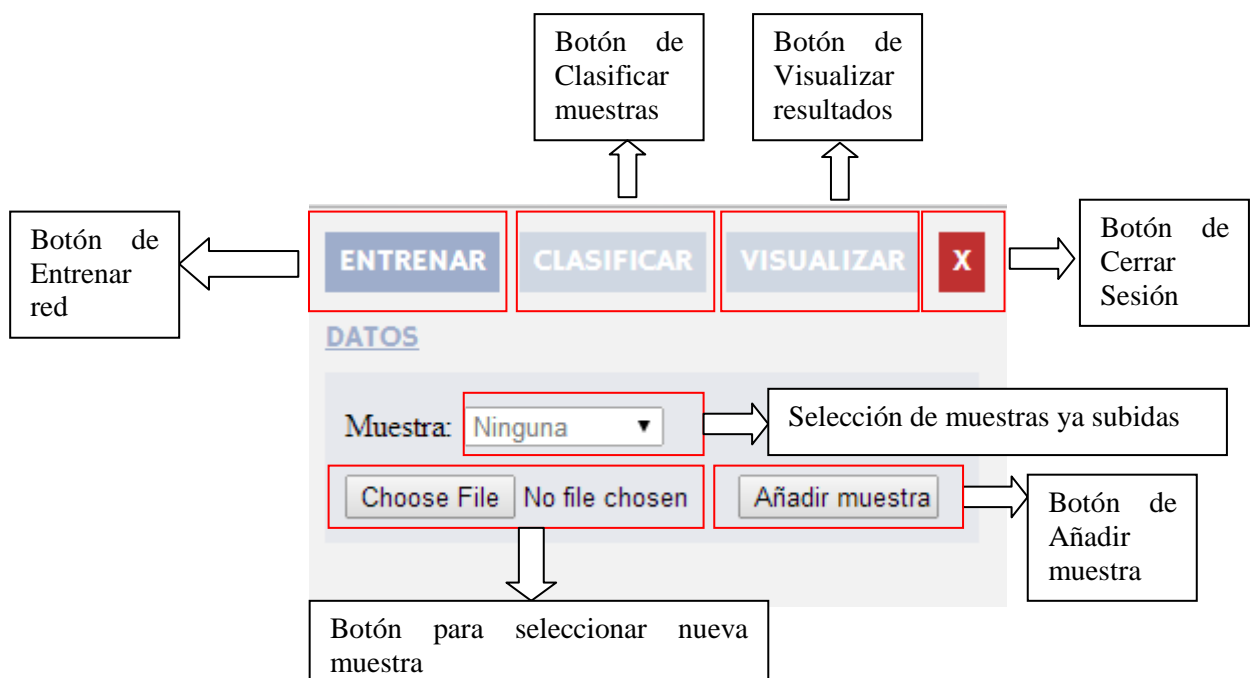 Botón de
Clasificar
muestras
Botón de
Visualizar
resultados
Botón de
Entrenar
red
ENTRENAR
CLASIFICAR
VISUALIZAR
X
Botón de
Cerrar
Sesión
DATOS
Muestra: Ninguna
Selección de muestras ya subidas
Choose File No file chosen
Añadir muestra
Botón de
Añadir
muestra
Botón para seleccionar nueva
muestra